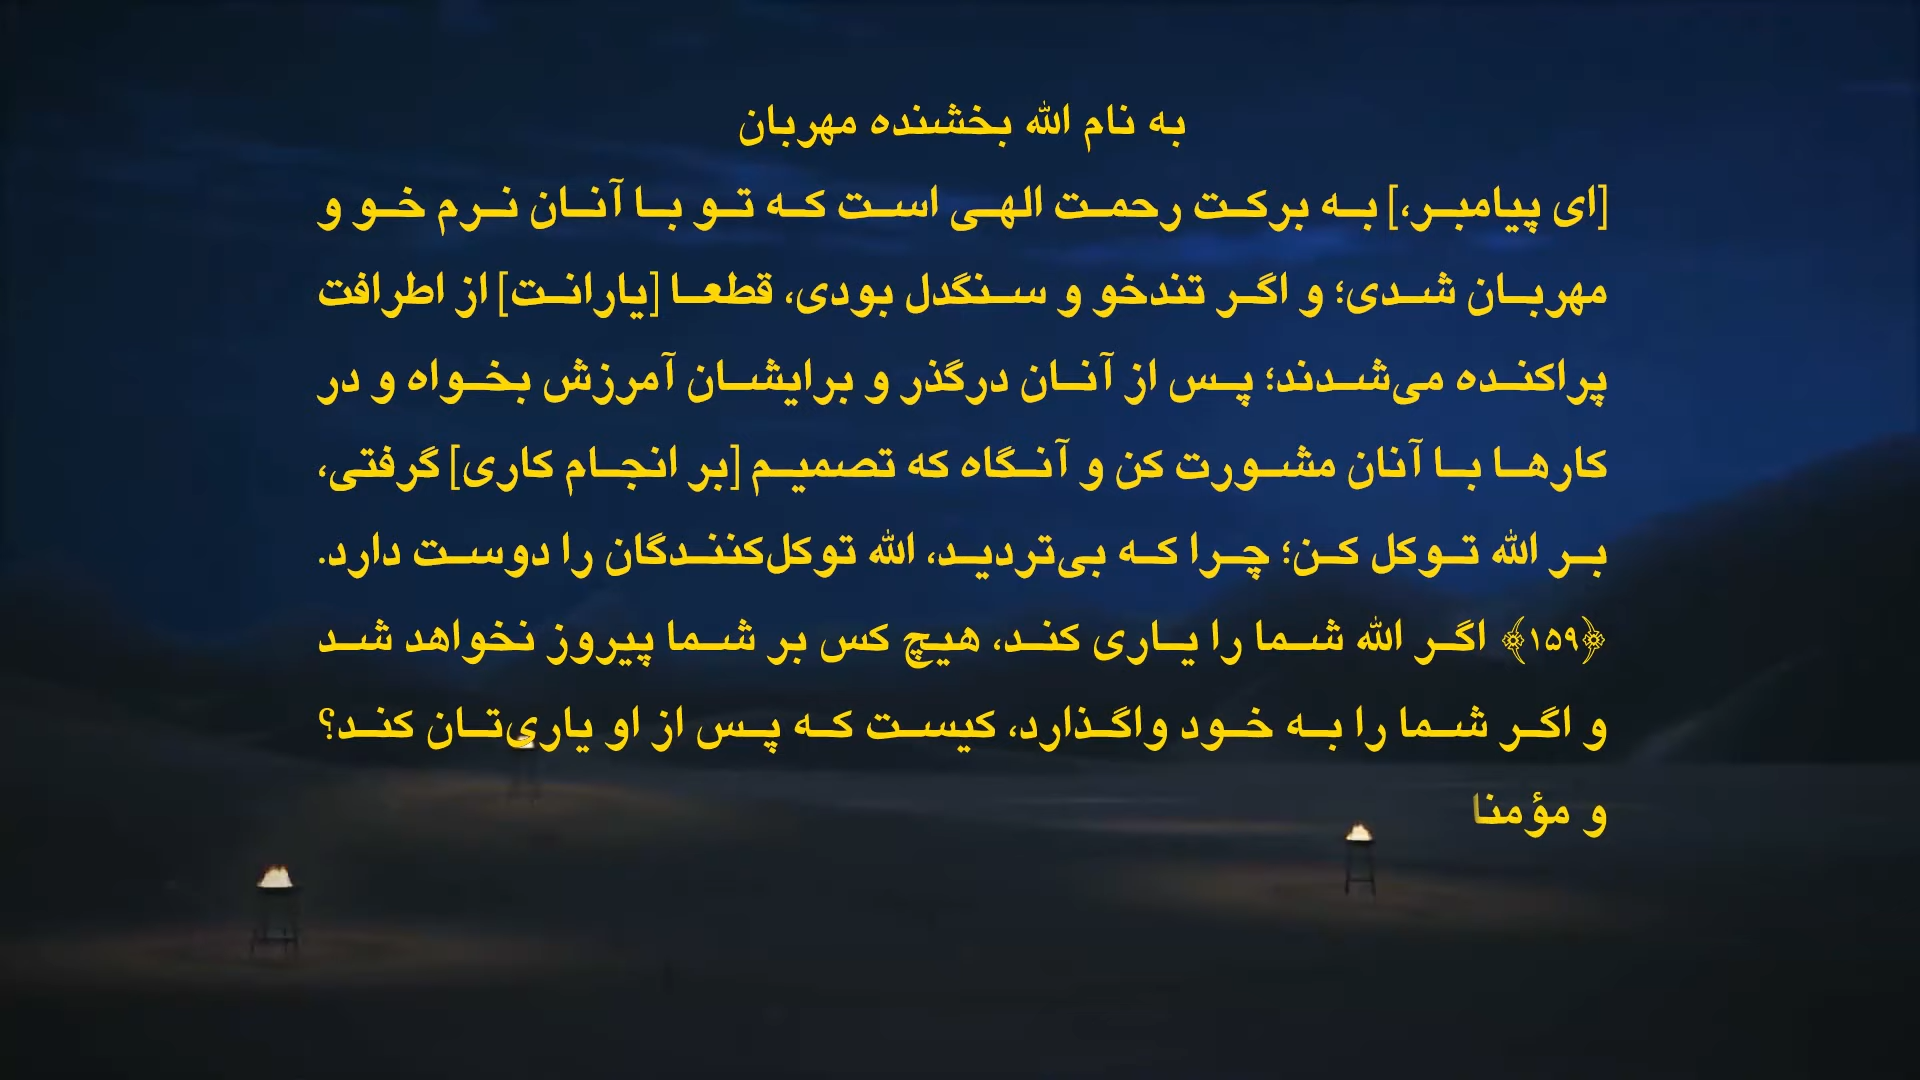 به نام الله بخشنده مهربان
[ای پیامبر،] به برکت رحمت الهی است که تو با آنان نرم خو و
مهربان شدی؛ و اگر تندخو و سنگدل بودی، قطعا [یارانت] از اطرافت
پراکنده می‌شدند؛ پس از آنان درگذر و برایشان آمرزش بخواه و در
کارها با آنان مشورت کن و آنگاه که تصمیم [بر انجام کاری] گرفتی،
بر الله توکل کن؛ چرا که بی‌تردید، الله توکل‌کنندگان را دوست دارد.
﴿۱۵۹﴾ اگر الله شما را یاری کند، هیچ کس بر شما پیروز نخواهد شد
و اگر شما را به خود واگذارد، کیست که پس از او یاری‌تان کند؟
و مؤمنا